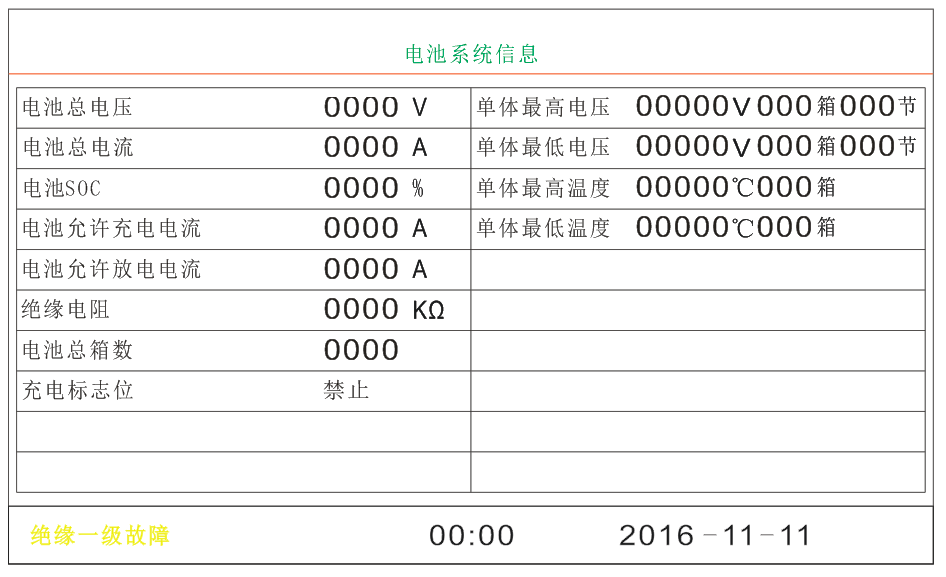 电池系统信息
电池总电压 0000 V 单体最高电压 00000V000箱000节
电池总电流 0000 A 单体最低电压 00000V000箱000节
电池SOC 0000 % 单体最高温度 00000℃000箱
电池允许充电电流 0000 A 单体最低温度 00000℃000箱
电池允许放电电流 0000 A
绝缘电阻 0000 KΩ
电池总箱数 0000
充电标志位 禁止
绝缘一级故障 00:00 2016-11-11